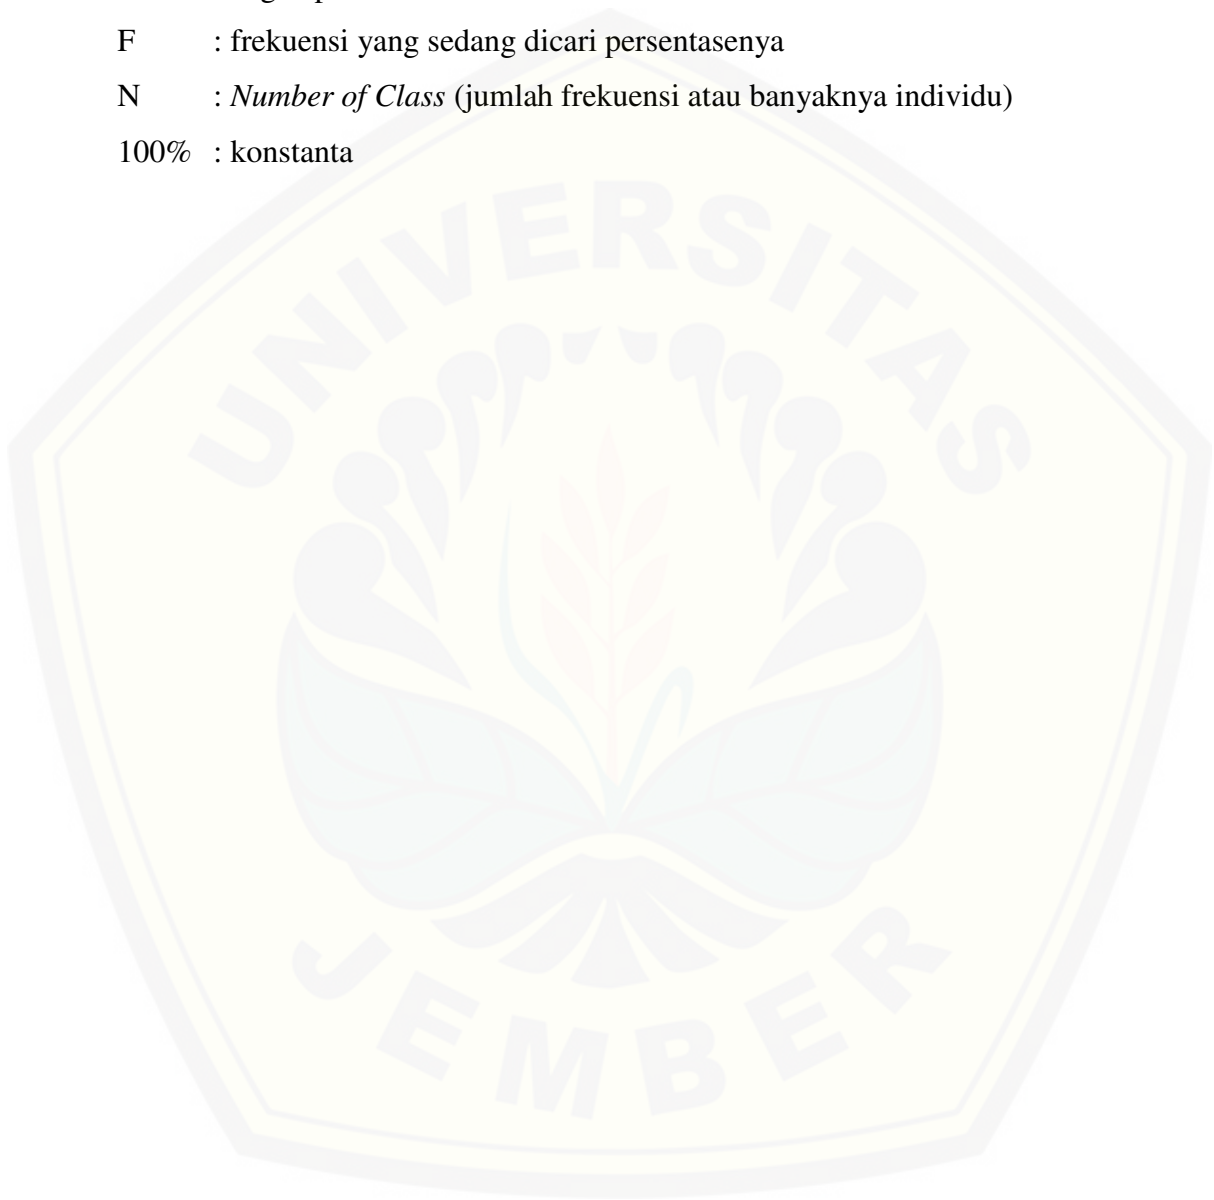 F : frekuensi yang sedang dicari persentasenya
N : Number of Class (jumlah frekuensi atau banyaknya individu)
100% : konstanta
UNIVERSITAS
JEMBER